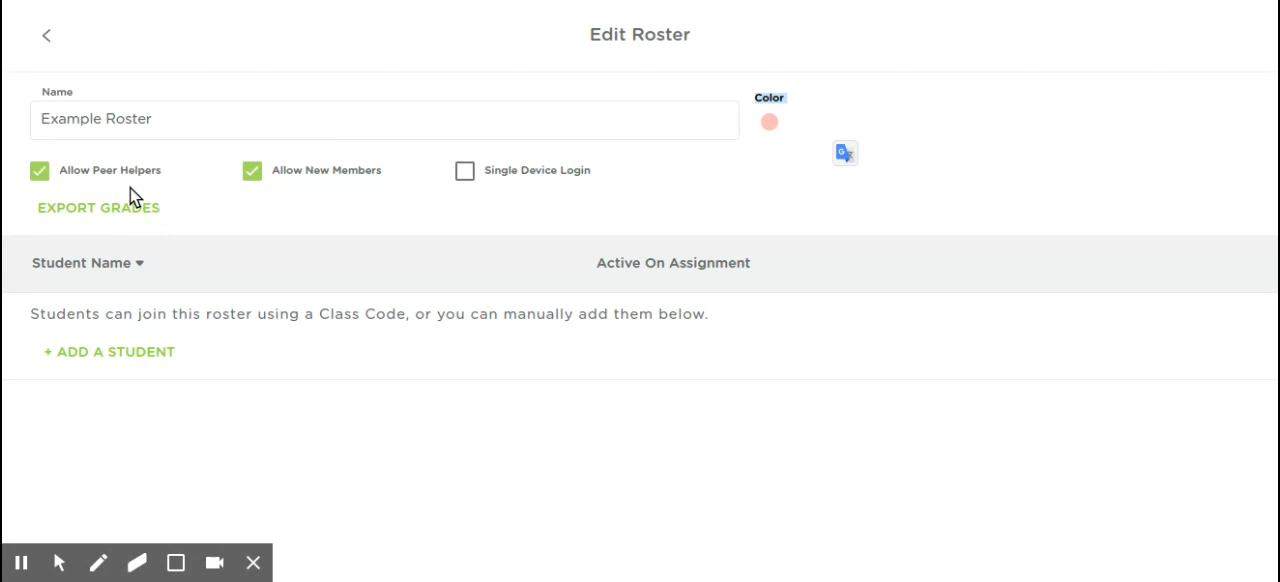 Edit Roster
Name
Example Roster
Color
Allow Peer Helpers
Allow New Members
Single Device Login
EXPORT GRADES
Student Name
Active On Assignment
Students can join this roster using a Class Code, or you can manually add them below.
+ ADD A STUDENT